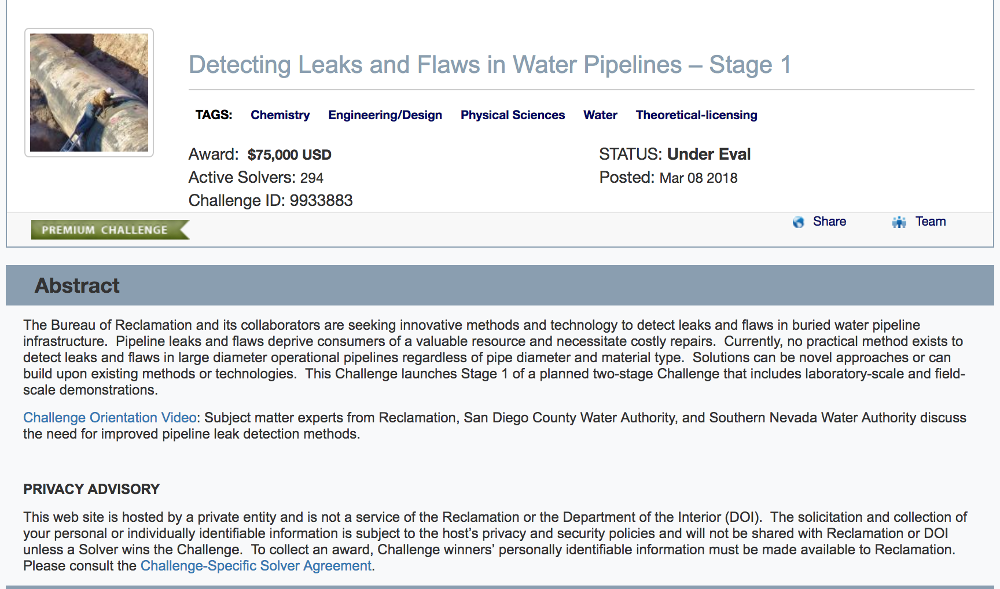 Detecting Leaks and Flaws in Water Pipelines – Stage 1
TAGS: Chemistry Engineering/Design Physical Sciences Water Theoretical-licensing
Award: $75,000 USD
STATUS: Under Eval
Active Solvers: 294
Posted: Mar 08 2018
Challenge ID: 9933883
PREMIUM CHALLENGE
Share
Team
Abstract
The Bureau of Reclamation and its collaborators are seeking innovative methods and technology to detect leaks and flaws in buried water pipeline
infrastructure.  Pipeline leaks and flaws deprive consumers of a valuable resource and necessitate costly repairs.  Currently, no practical method exists to
detect leaks and flaws in large diameter operational pipelines regardless of pipe diameter and material type.  Solutions can be novel approaches or can
build upon existing methods or technologies.  This Challenge launches Stage 1 of a planned two-stage Challenge that includes laboratory-scale and field-
scale demonstrations.
Challenge Orientation Video: Subject matter experts from Reclamation, San Diego County Water Authority, and Southern Nevada Water Authority discuss
the need for improved pipeline leak detection methods.
PRIVACY ADVISORY
This web site is hosted by a private entity and is not a service of the Reclamation or the Department of the Interior (DOI).  The solicitation and collection of
your personal or individually identifiable information is subject to the host’s privacy and security policies and will not be shared with Reclamation or DOI
unless a Solver wins the Challenge.  To collect an award, Challenge winners’ personally identifiable information must be made available to Reclamation.
Please consult the Challenge-Specific Solver Agreement.